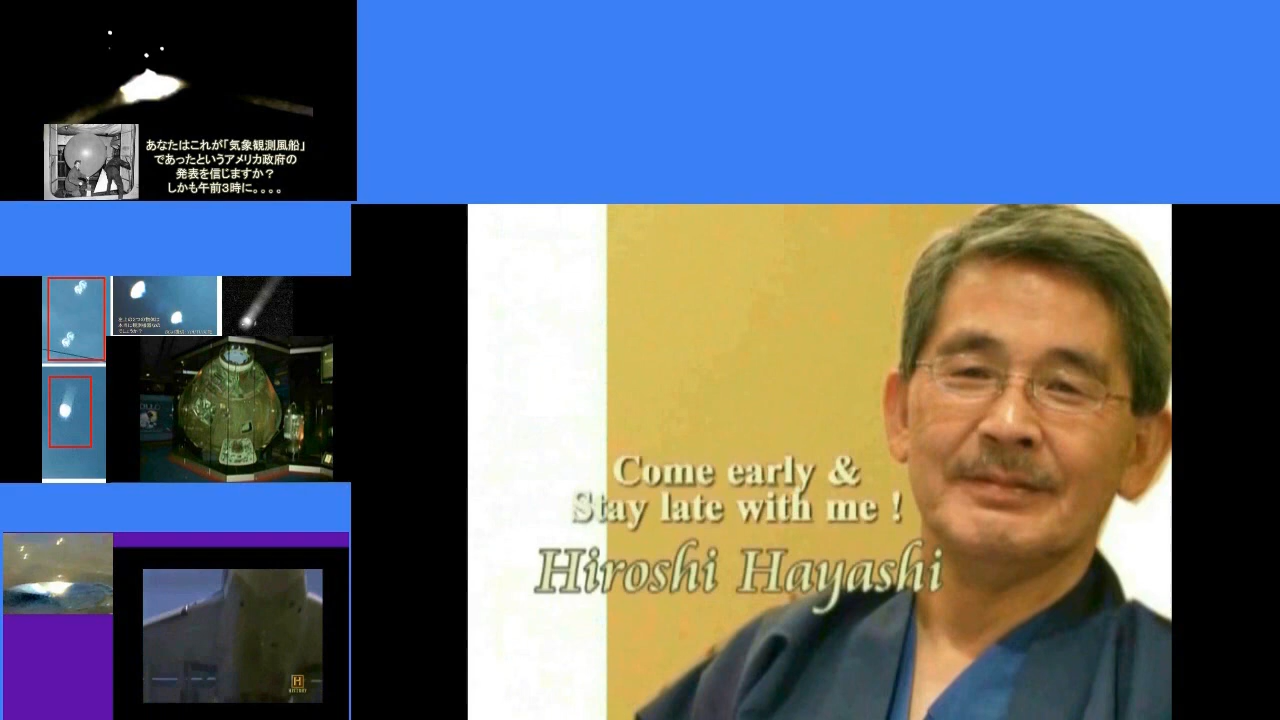 あなたはこれが「気象観測風船」
であったというアメリカ政府の
発表を信じますか？
しかも午前３時に。。。。
Come early &
Stay late with me !
Hiroshi Hayashi
H
HISTORY